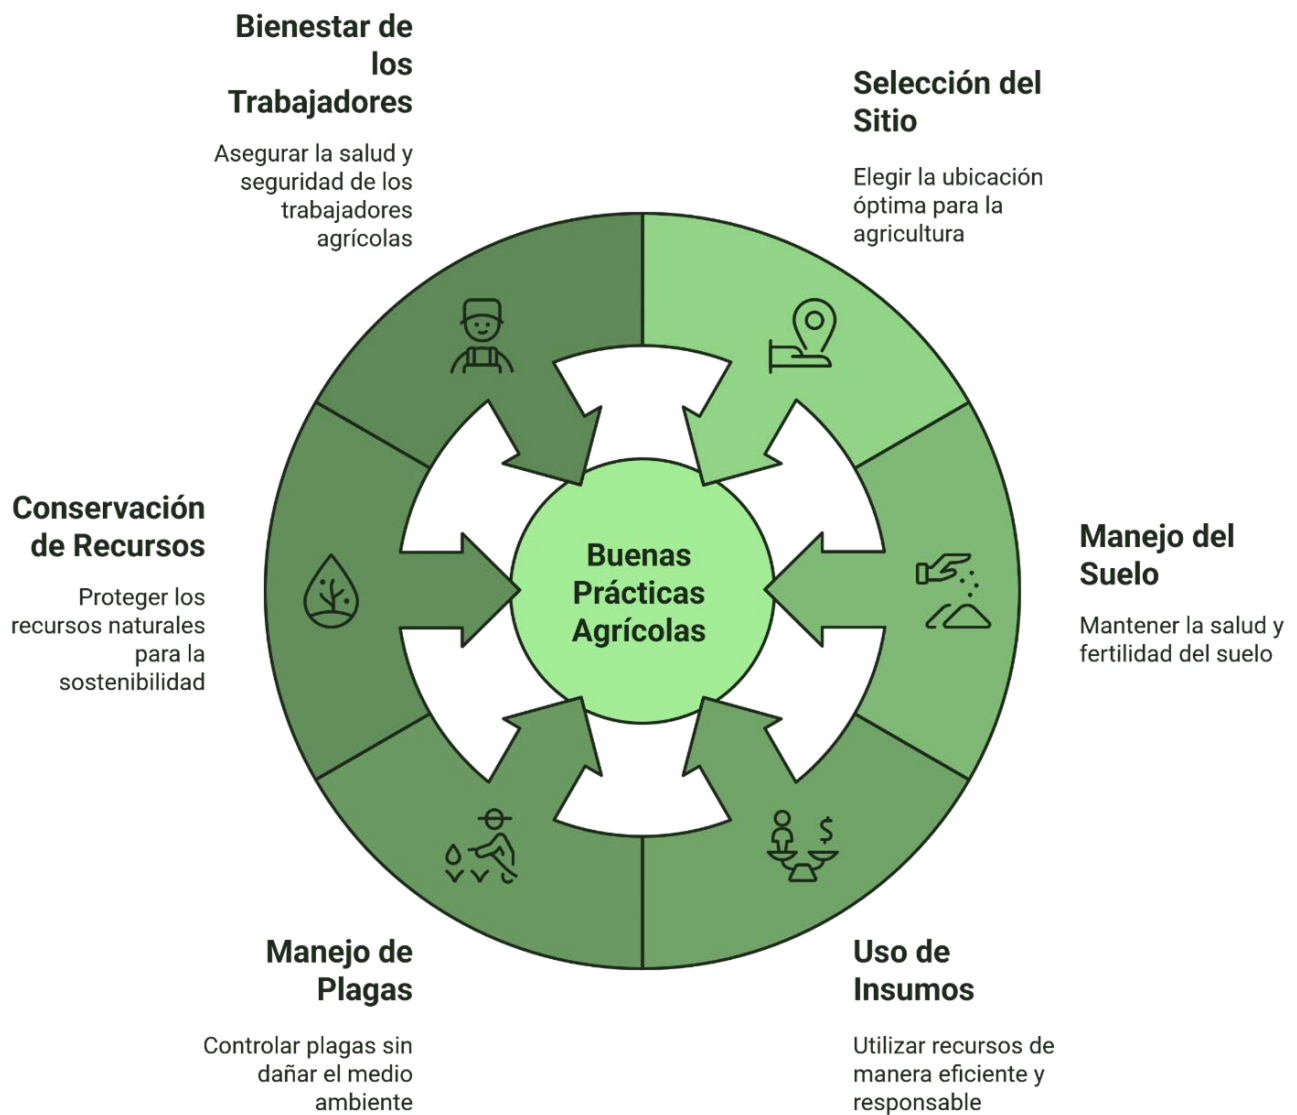 Bienestar de
los
Trabajadores
Asegurar la salud y
seguridad de los
trabajadores
agrícolas
Selección del
Sitio
Elegir la ubicación
óptima para la
agricultura
Conservación
de Recursos
Proteger los
recursos naturales
para la
sostenibilidad
Buenas
Prácticas
Agrícolas
Manejo del
Suelo
Mantener la salud y
fertilidad del suelo
$
Manejo de
Plagas
Controlar plagas sin
dañar el medio
ambiente
Uso de
Insumos
Utilizar recursos de
manera eficiente y
responsable